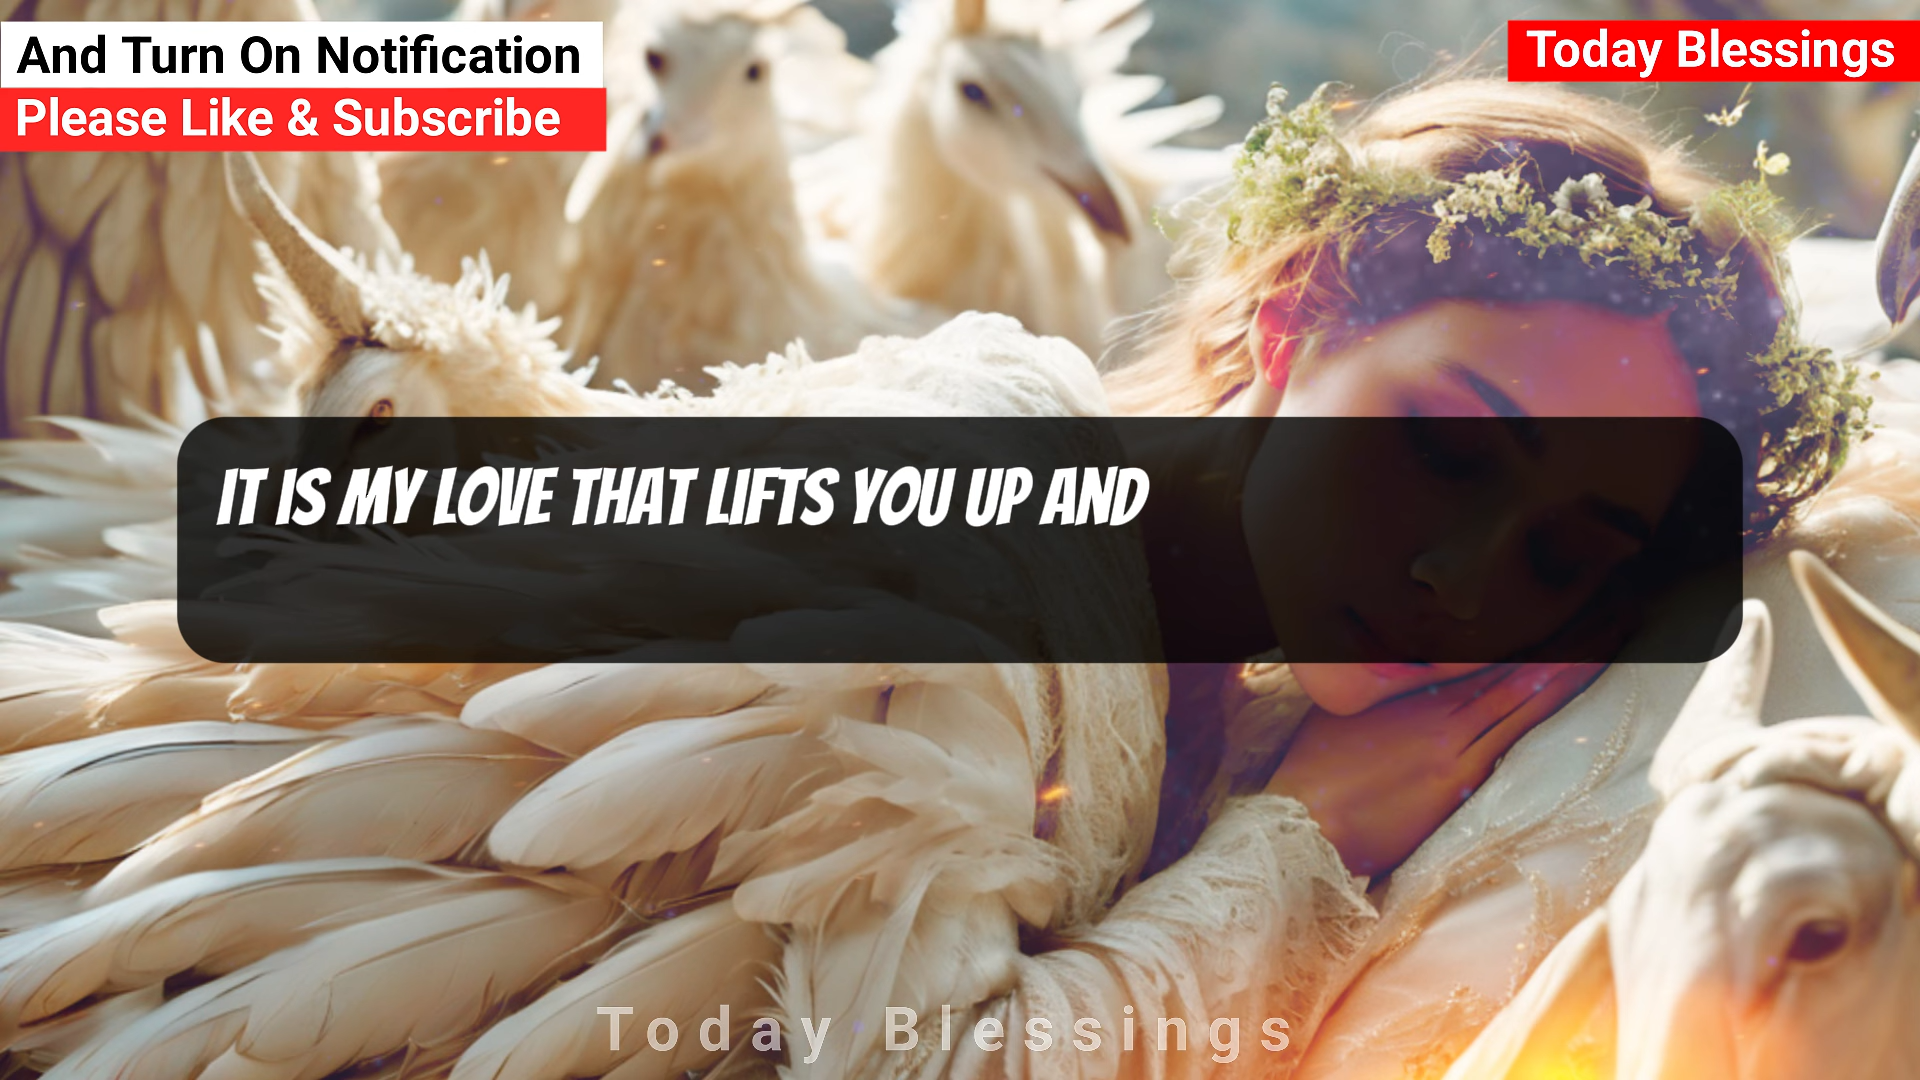 And Turn On Notification
Please Like & Subscribe
Today Blessings
IT IS MY LOVE THAT LIFTS YOU UP AND
Today Blessings